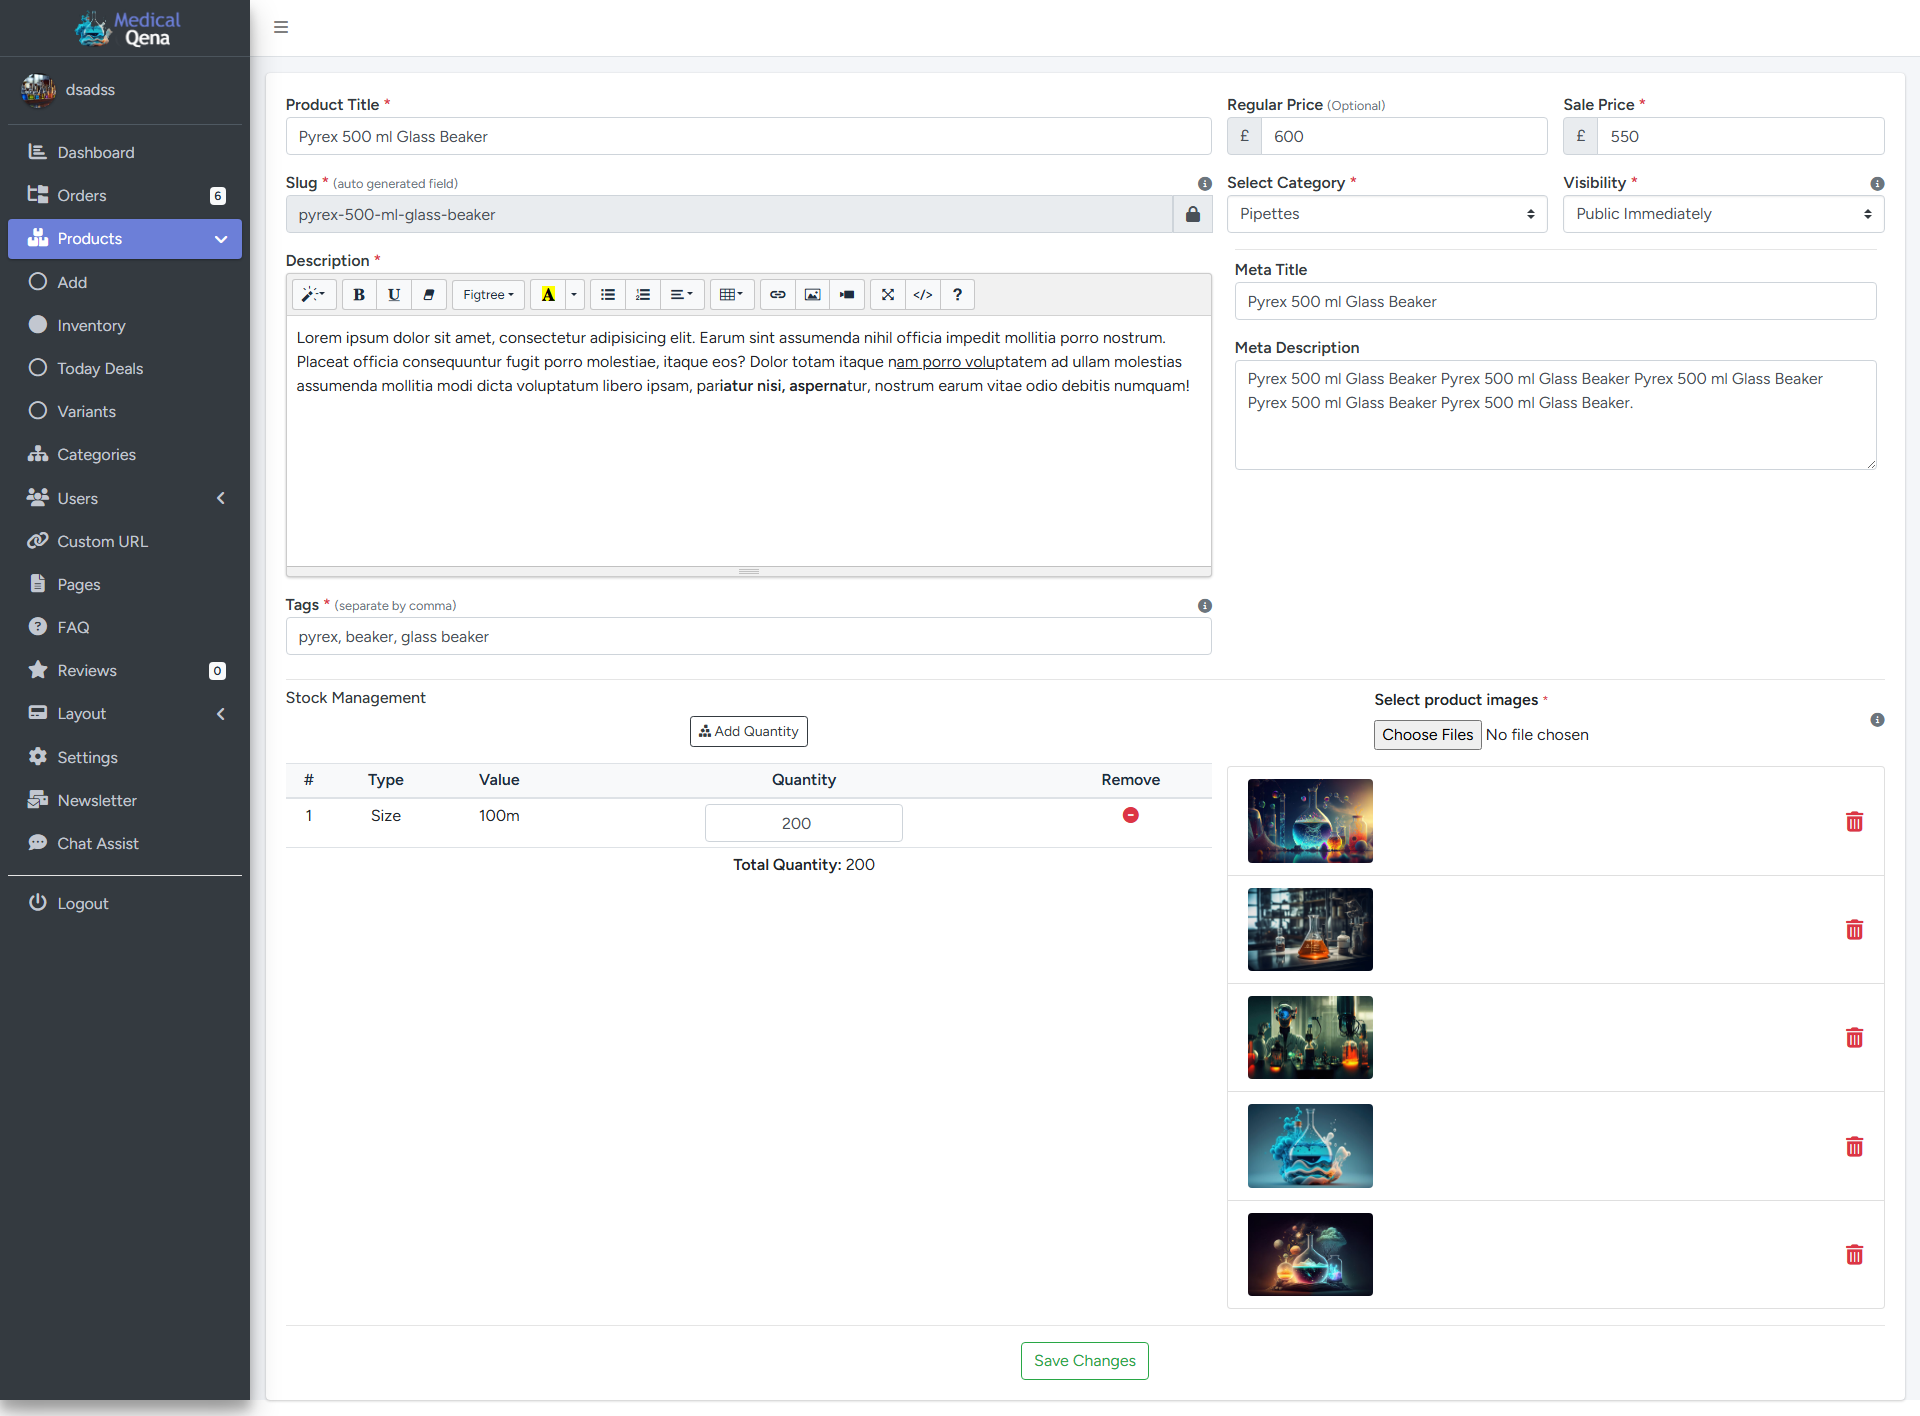 Medical
Qena
dsadss
Dashboard
Orders 6
Products
Add
Inventory
Today Deals
Variants
Categories
Users
Custom URL
Pages
FAQ
Reviews 0
Layout
Settings
Newsletter
Chat Assist
Logout
Product Title *
Pyrex 500 ml Glass Beaker
Regular Price (Optional)
£ 600
Sale Price *
£ 550
Slug * (auto generated field)
pyrex-500-ml-glass-beaker
Select Category *
Pipettes
Visibility *
Public Immediately
Description *
B U Figtree A </> ?
Lorem ipsum dolor sit amet, consectetur adipisicing elit. Earum sint assumenda nihil officia impedit mollitia porro nostrum.
Placeat officia consequuntur fugit porro molestiae, itaque eos? Dolor totam itaque nam porro voluptatem ad ullam molestias
assumenda mollitia modi dicta voluptatum libero ipsam, pariatur nisi, aspernatur, nostrum earum vitae odio debitis numquam!
Meta Title
Pyrex 500 ml Glass Beaker
Meta Description
Pyrex 500 ml Glass Beaker Pyrex 500 ml Glass Beaker Pyrex 500 ml Glass Beaker
Pyrex 500 ml Glass Beaker Pyrex 500 ml Glass Beaker.
Tags * (separate by comma)
pyrex, beaker, glass beaker
Stock Management
Add Quantity
# Type Value Quantity Remove
1 Size 100m 200
Total Quantity: 200
Select product images *
Choose Files No file chosen
Save Changes